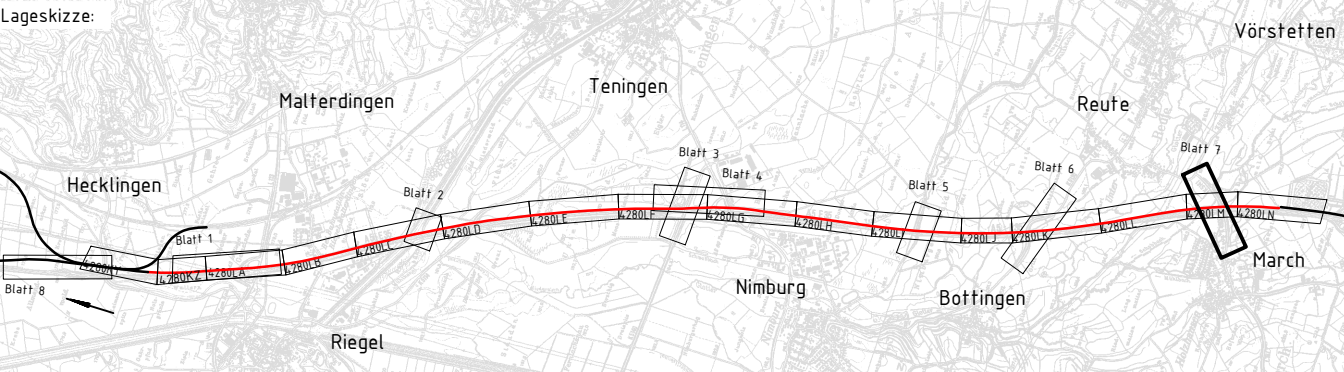 Lageskizze:
Vörstetten
Teningen
Malterdingen
Reute
Blatt 7
Blatt 3
Blatt 4
Blatt 6
Hecklingen
Blatt 2
Blatt 5
4280LE
4280LF
4280LG
4280LH
4280LM
4280LN
4280LD
4280LL
Blatt 1
4280LC
4280LJ
4280LK
4280KZ
4280LA
4280LB
March
Blatt 8
Nimburg
Bottingen
Riegel